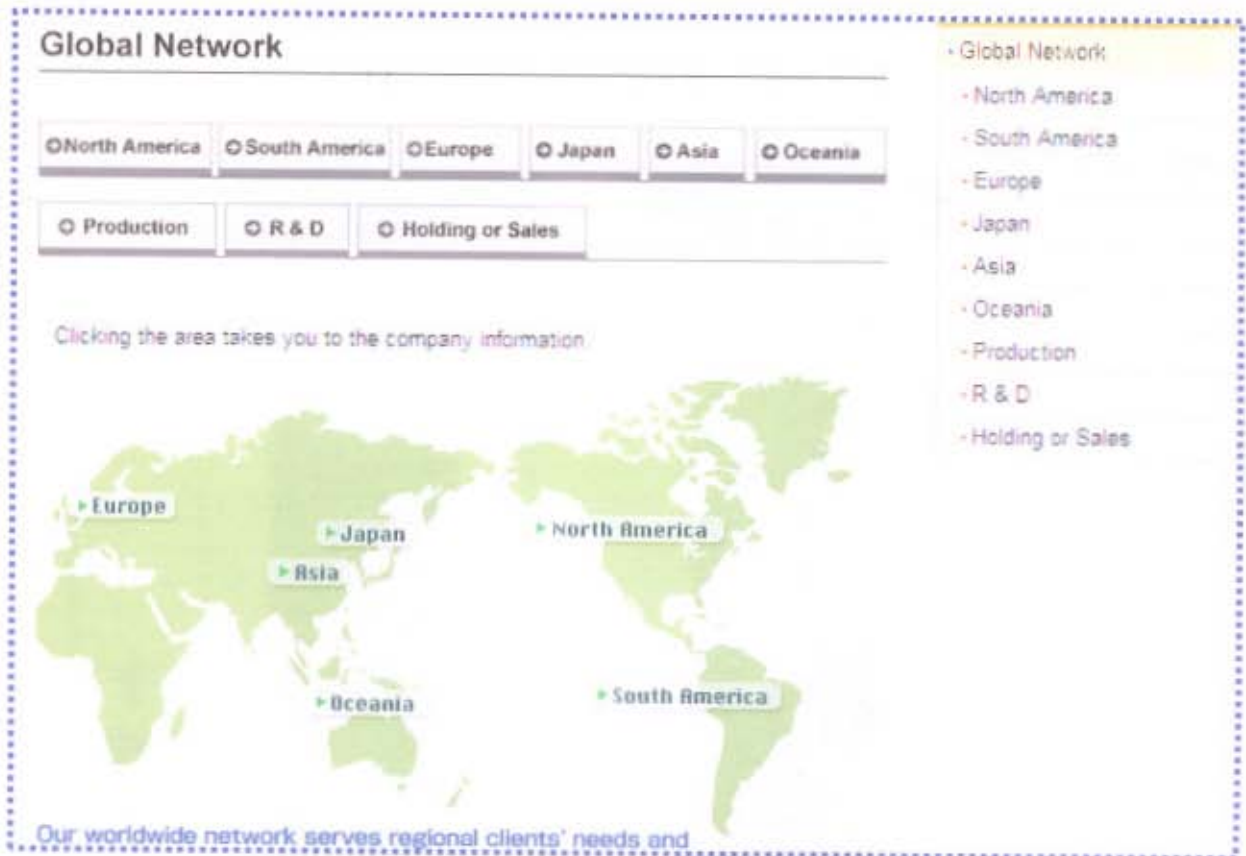 Global Network
North America South America Europe Japan Asia Oceania
Production R & D Holding or Sales
Clicking the area takes you to the company information.
Europe
Japan
North America
Asia
Oceania
South America
Our worldwide network serves regional clients' needs and
Global Network
North America
South America
Europe
Japan
Asia
Oceania
Production
R & D
Holding or Sales